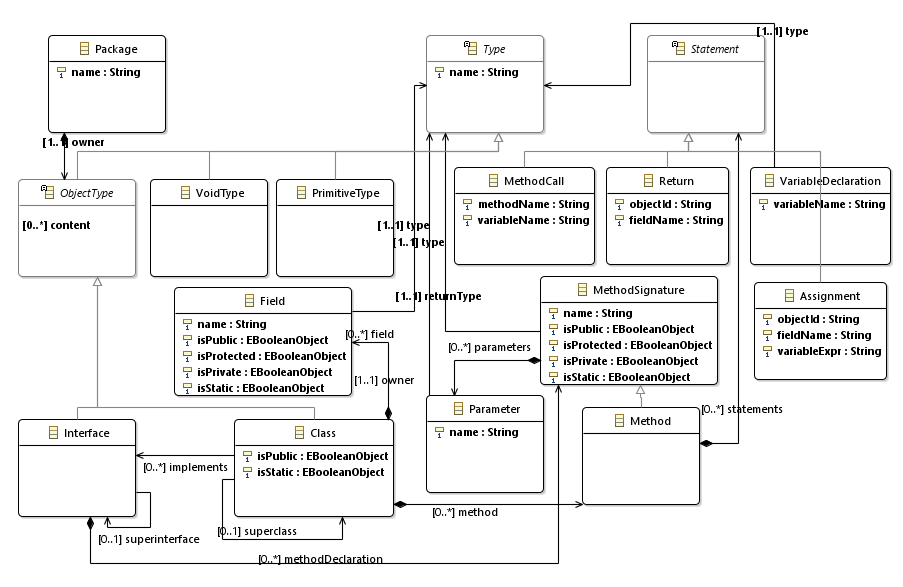 [1..1] type
Package
Type
Statement
name : String
name : String
[1..1] owner
ObjectType
VoidType
PrimitiveType
MethodCall
Return
VariableDeclaration
methodName : String
objectId : String
variableName : String
variableName : String
fieldName : String
[0..*] content
[1..1] type
[1..1] type
[1..1] returnType
Field
MethodSignature
Assignment
name : String
isPublic : EBooleanObject
isProtected : EBooleanObject
isPrivate : EBooleanObject
isStatic : EBooleanObject
name : String
isPublic : EBooleanObject
isProtected : EBooleanObject
isPrivate : EBooleanObject
isStatic : EBooleanObject
objectId : String
fieldName : String
variableExpr : String
[0..*] field
[0..*] parameters
[1..1] owner
Parameter
name : String
[0..*] statements
Method
Interface
Class
isPublic : EBooleanObject
isStatic : EBooleanObject
[0..*] implements
[0..*] method
[0..1] superinterface
[0..1] superclass
[0..*] methodDeclaration